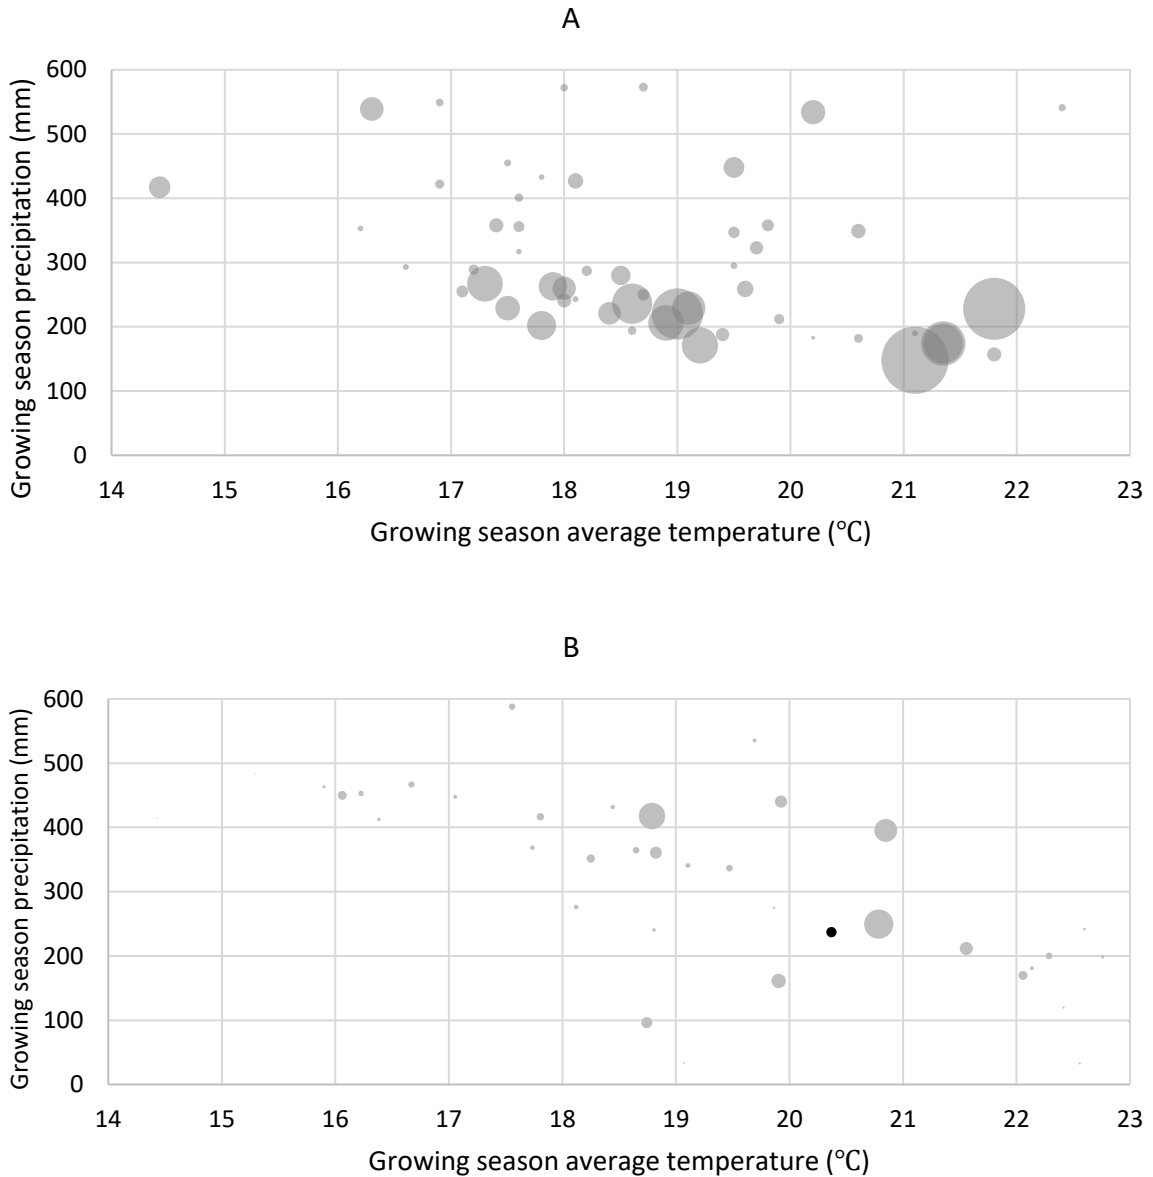 A
600
500
400
300
200
100
0
Growing season precipitation (mm)
14 15 16 17 18 19 20 21 22 23
Growing season average temperature (°C)
B
600
500
400
300
200
100
0
Growing season precipitation (mm)
14 15 16 17 18 19 20 21 22 23
Growing season average temperature (°C)